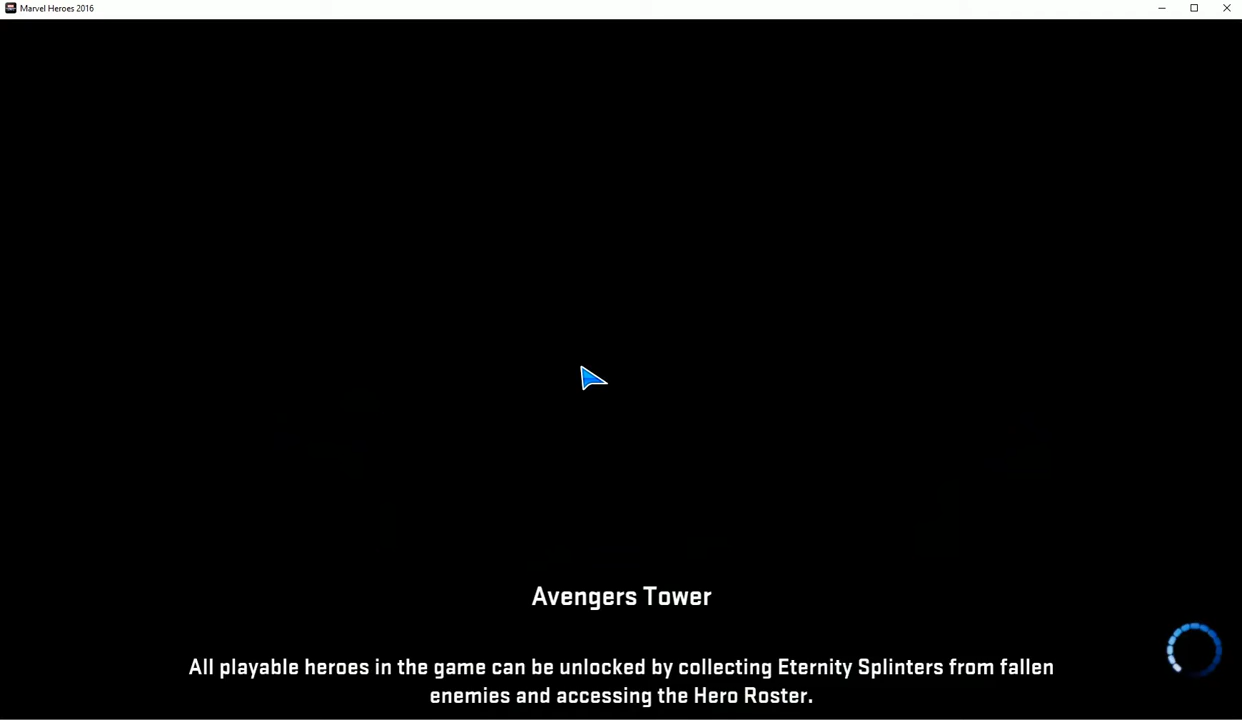 Marvel Heroes 2016
Avengers Tower
All playable heroes in the game can be unlocked by collecting Eternity Splinters from fallen
enemies and accessing the Hero Roster.